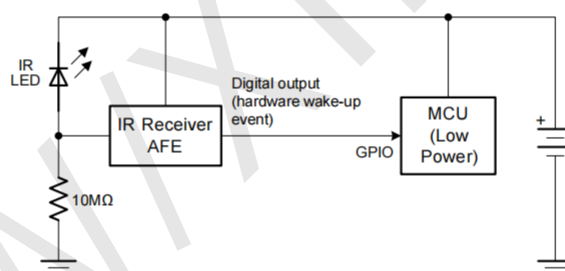 IR
LED
IR Receiver
AFE
Digital output
(hardware wake-up
event)
GPIO
MCU
(Low
Power)
+
10MΩ